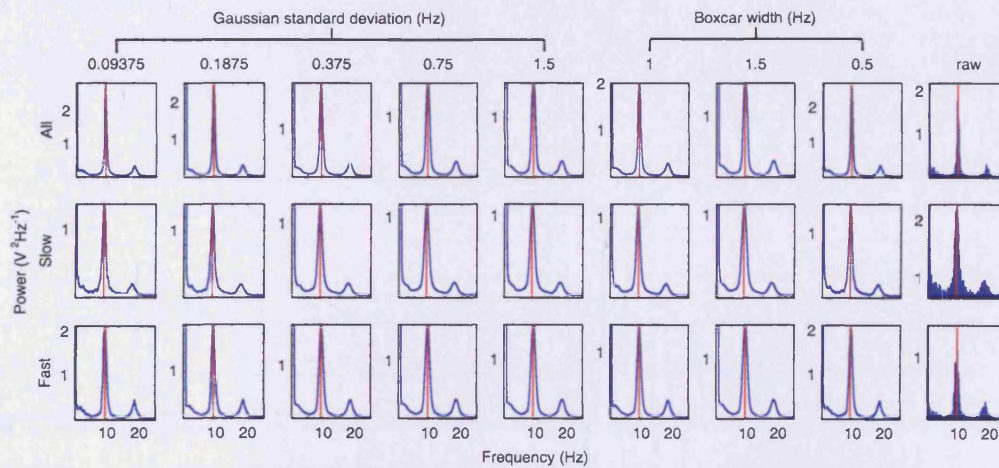 Gaussian standard deviation (Hz) Boxcar width (Hz)
0.09375 0.1875 0.375 0.75 1.5 1 1.5 0.5 raw
Power (V²Hz⁻¹)
All
2 1 2 1 1 1 1 2 1 1 2 1 2 1
Slow
1 1 1 1 1 1 1 1 2 1
Fast
2 1 1 1 1 1 2 1 1 2 1 1
10 20 10 20 10 20 10 20 10 20 10 20 10 20 10 20 10 20
Frequency (Hz)